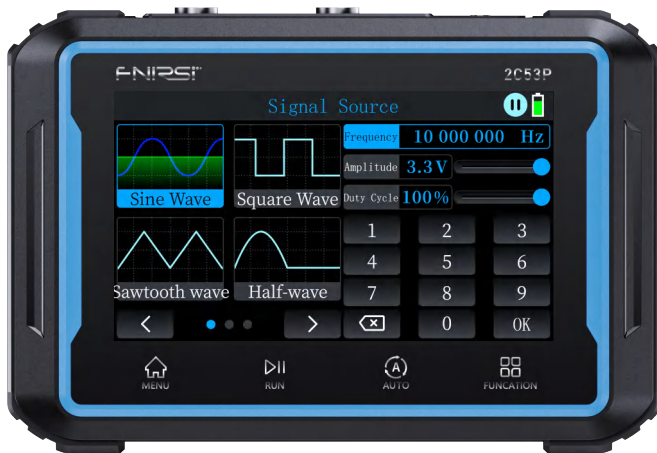 FNIRSI
2C53P
Signal Source
Frequency 10 000 000 Hz
Amplitude 3.3V
Duty Cycle 100%
Sine Wave
Square Wave
Sawtooth wave
Half-wave
1 2 3
4 5 6
7 8 9
0 OK
MENU
RUN
A
AUTO
FUNCATION